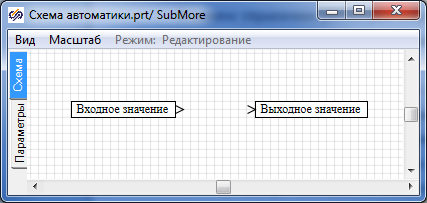 Схема автоматики.prt/ SubMore
Вид Масштаб Режим: Редактирование
Схема
Параметры
Входное значение Выходное значение